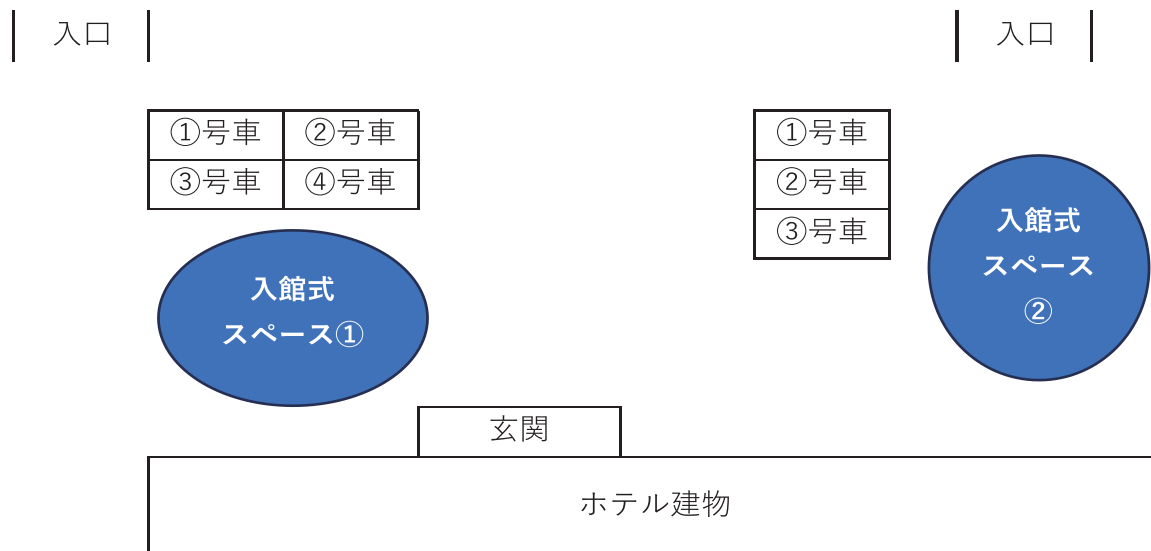 入口
入口
①号車 ②号車
③号車 ④号車
①号車
②号車
③号車
入館式
スペース①
入館式
スペース
②
玄関
ホテル建物